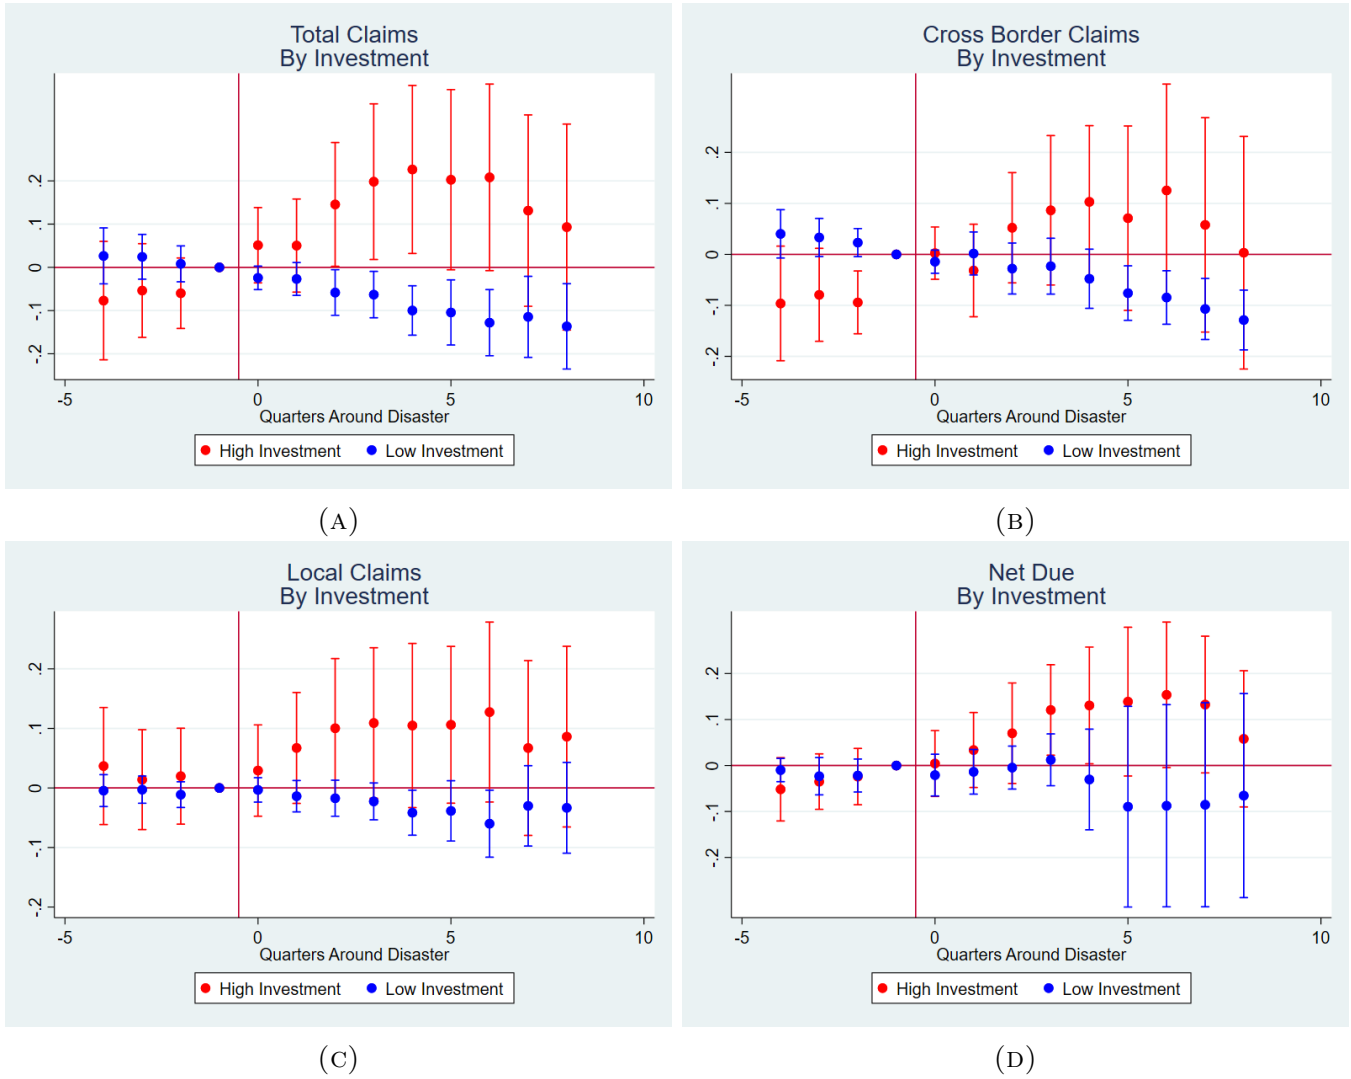 Total Claims
By Investment
.2
.1
0
-.1
-.2
-5
0
5
10
Quarters Around Disaster
High Investment
Low Investment
(A)
Cross Border Claims
By Investment
.2
.1
0
-.1
-.2
-5
0
5
10
Quarters Around Disaster
High Investment
Low Investment
(B)
Local Claims
By Investment
.2
.1
0
-.1
-.2
-5
0
5
10
Quarters Around Disaster
High Investment
Low Investment
(C)
Net Due
By Investment
.2
.1
0
-.1
-.2
-5
0
5
10
Quarters Around Disaster
High Investment
Low Investment
(D)